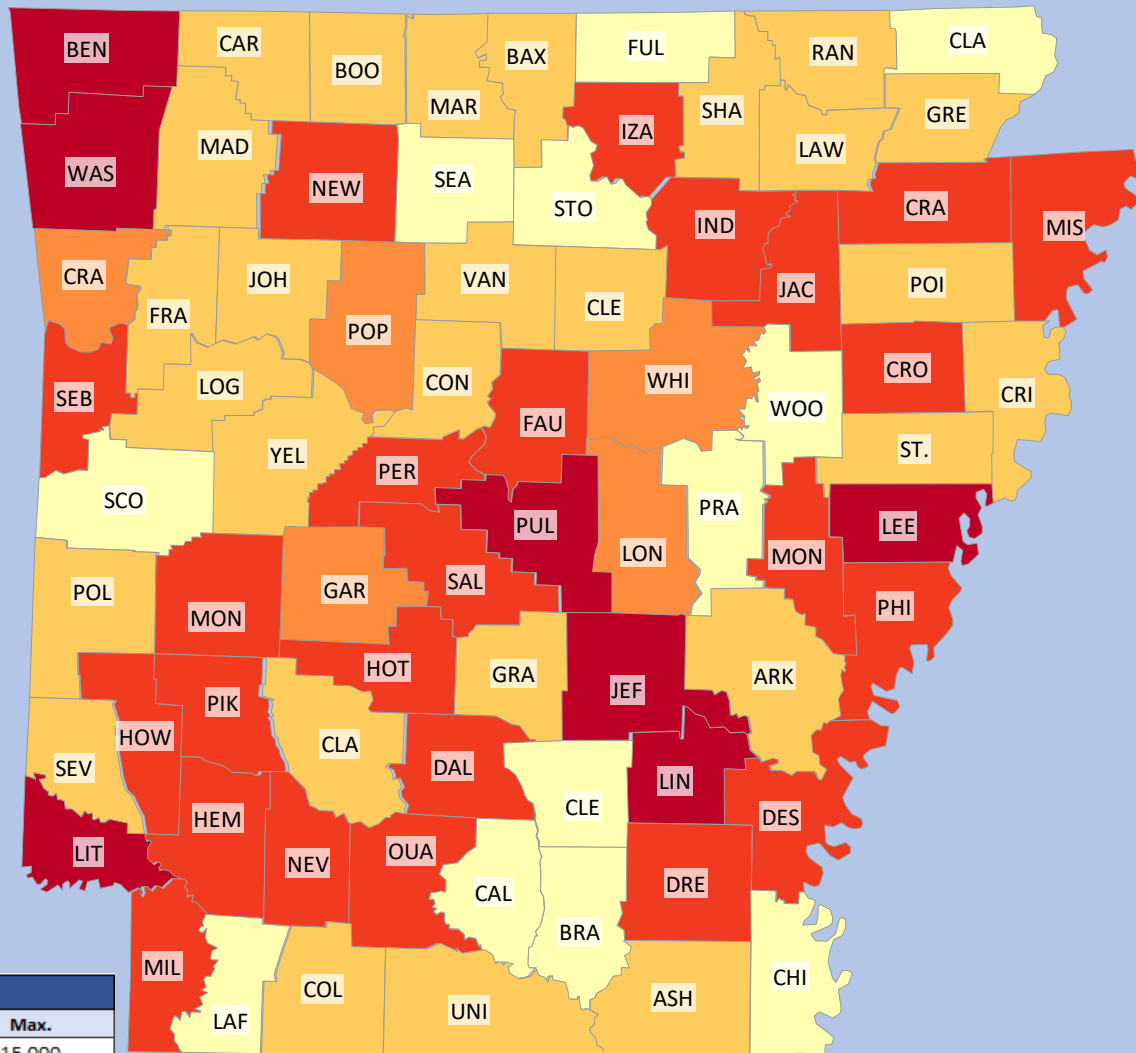 BEN
CAR
BOO
MAR
BAX
FUL
SHA
RAN
CLA
GRE
IZA
LAW
MAD
WAS
NEW
SEA
STO
IND
CRA
MIS
CRA
FRA
JOH
POP
VAN
CLE
JAC
POI
SEB
LOG
CON
WHI
WOO
CRO
CRI
FAU
YEL
PER
ST.
SCO
PUL
PRA
LEE
LON
MON
POL
MON
GAR
SAL
PHI
HOT
GRA
JEF
ARK
PIK
HOW
CLA
SEV
DAL
LIN
CLE
DES
HEM
LIT
NEV
OUA
CAL
DRE
BRA
MIL
LAF
COL
UNI
ASH
CHI
Max.